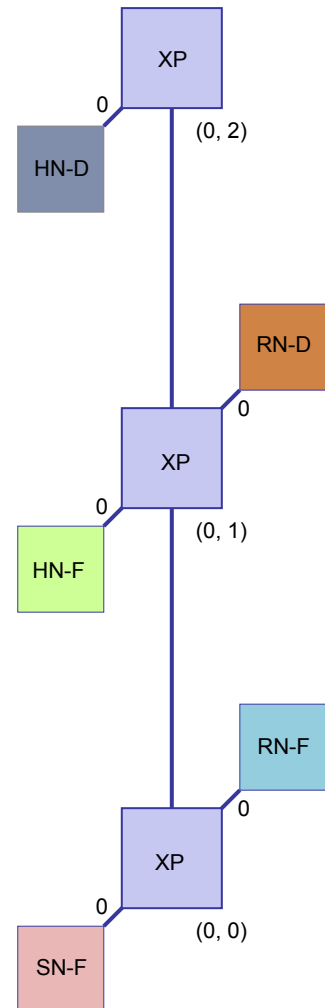 XP
0
(0, 2)
HN-D
RN-D
0
XP
0
(0, 1)
HN-F
RN-F
0
XP
0
(0, 0)
SN-F